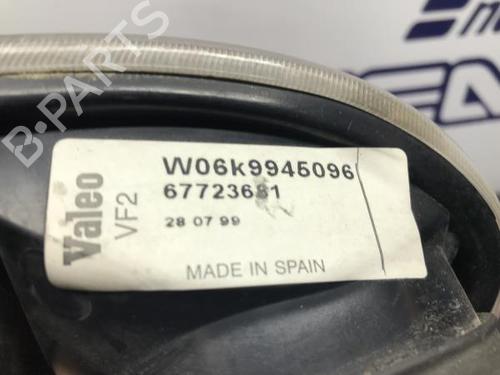 B-PARTS
Valeo
VF2
W06k9945096
67723681
28 07 99
MADE IN SPAIN